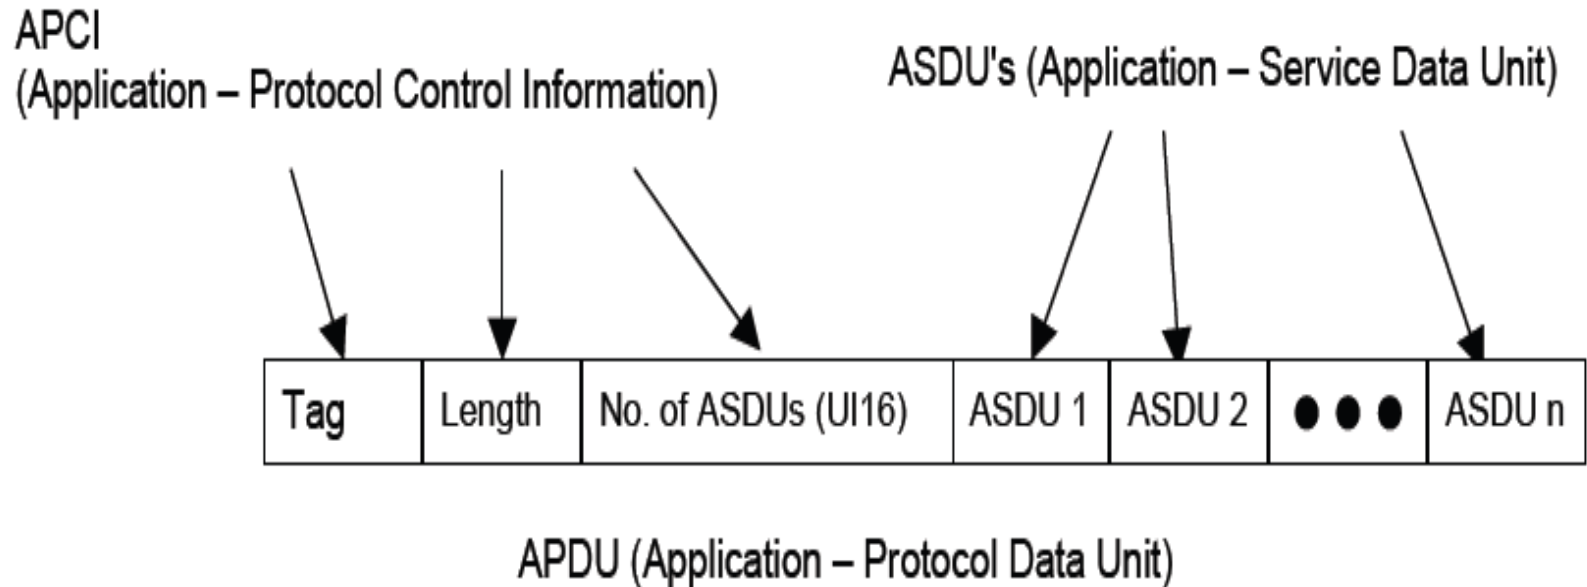 APCI
(Application – Protocol Control Information)
ASDU's (Application – Service Data Unit)
Tag
Length
No. of ASDUs (UI16)
ASDU 1
ASDU 2
ASDU n
APDU (Application – Protocol Data Unit)